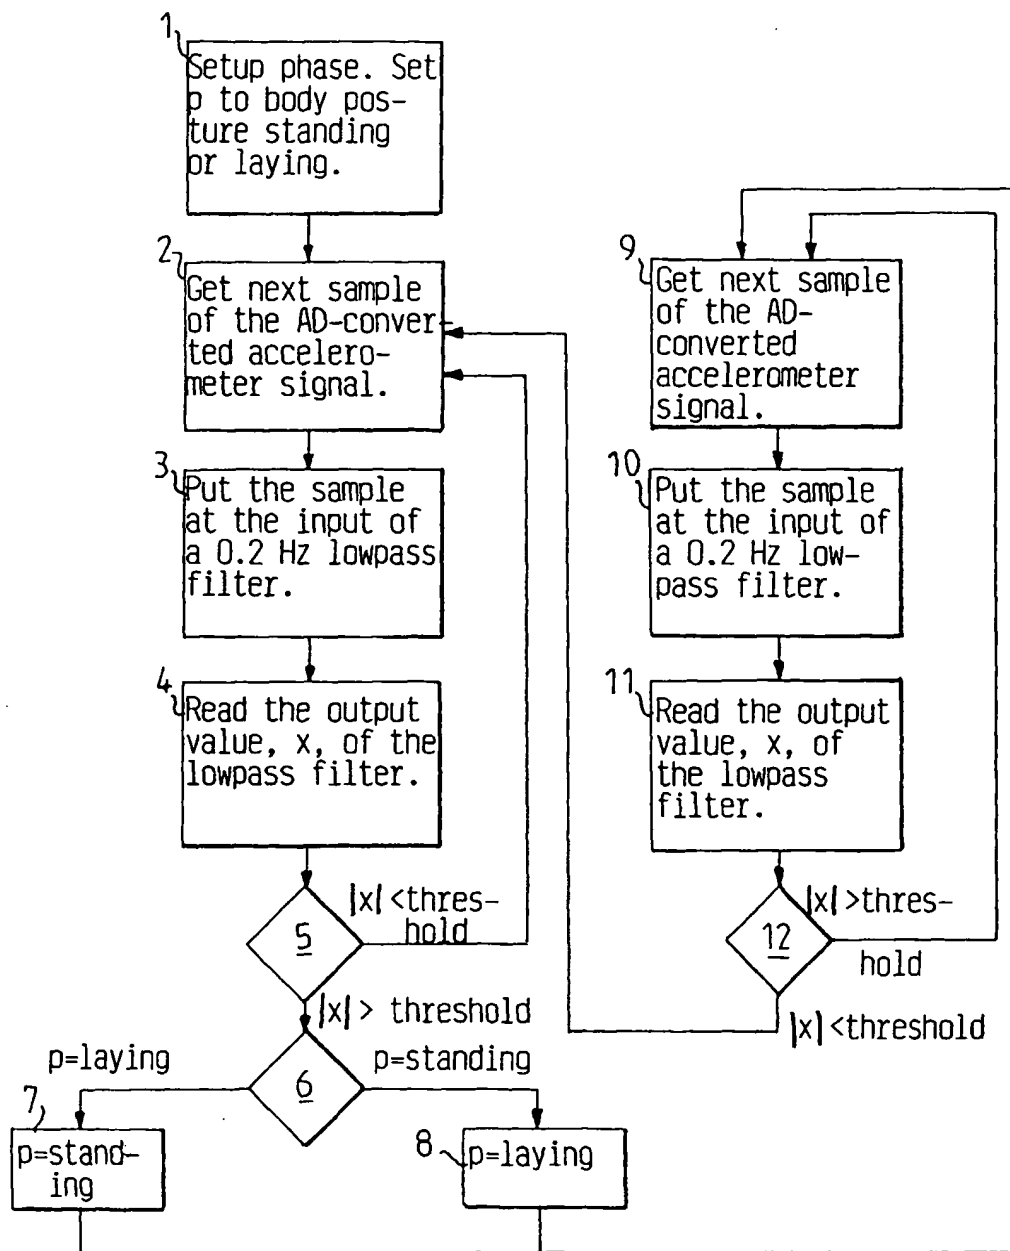 1
Setup phase. Set
p to body pos-
ture standing
or laying.
2
Get next sample
of the AD-conver-
ted accelero-
meter signal.
3
Put the sample
at the input of
a 0.2 Hz lowpass
filter.
4
Read the output
value, x, of the
lowpass filter.
|x| <thres-
hold
5
|x| > threshold
p=laying
p=standing
6
7
p=stand-
ing
8
p=laying
9
Get next sample
of the AD-
converted
accelerometer
signal.
10
Put the sample
at the input of
a 0.2 Hz low-
pass filter.
11
Read the output
value, x, of
the lowpass
filter.
|x| >thres-
hold
12
|x| <threshold